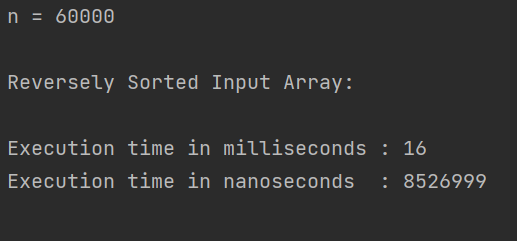 n = 60000
Reversely Sorted Input Array:
Execution time in milliseconds : 16
Execution time in nanoseconds  : 8526999